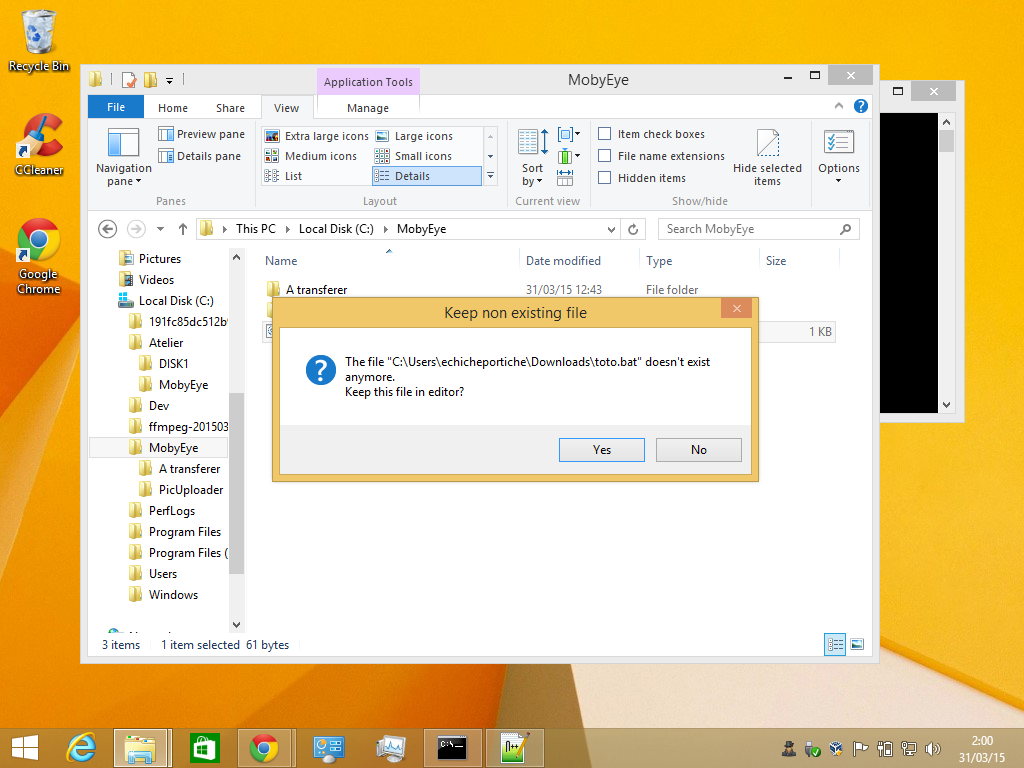 Recycle Bin
CCleaner
Google
Chrome
Application Tools
MobyEye
File
Home
Share
View
Manage
Navigation
pane
Preview pane
Details pane
Panes
Extra large icons
Large icons
Medium icons
Small icons
List
Details
Layout
Sort
by
Current view
Item check boxes
File name extensions
Hidden items
Hide selected
items
Show/hide
Options
This PC
Local Disk (C:)
MobyEye
Search MobyEye
Pictures
Videos
Local Disk (C:)
191fc85dc512b
Atelier
DISK1
MobyEye
Dev
ffmpeg-201503
MobyEye
A transferer
PicUploader
PerfLogs
Program Files
Program Files (
Users
Windows
Name
Date modified
Type
Size
A transferer
31/03/15 12:43
File folder
1 KB
Keep non existing file
The file "C:\Users\echicheportiche\Downloads\toto.bat" doesn't exist
anymore.
Keep this file in editor?
Yes
No
3 items
1 item selected 61 bytes
C:\
2:00
31/03/15